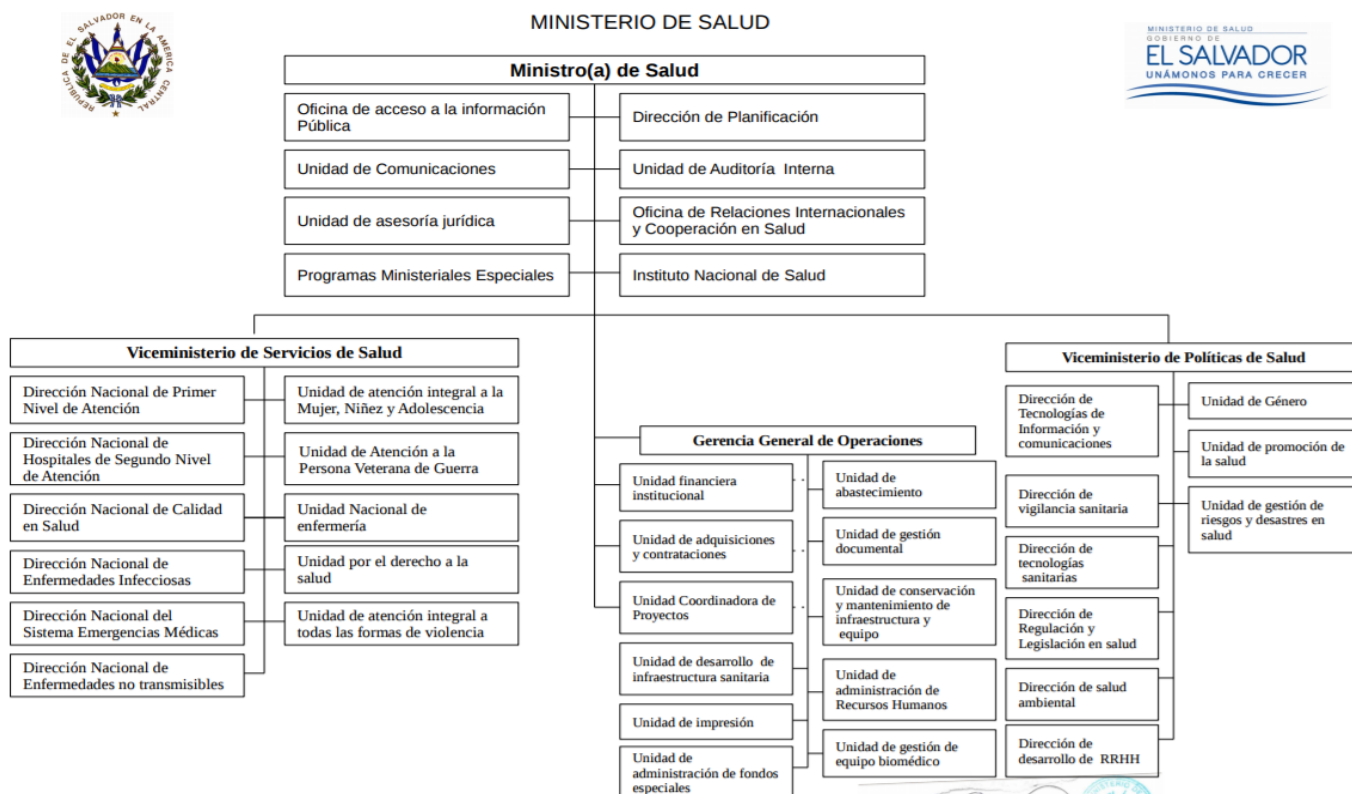 MINISTERIO DE SALUD
REPUBLICA DE EL SALVADOR EN LA AMERICA CENTRAL
MINISTERIO DE SALUD
GOBIERNO DE
EL SALVADOR
UNÁMONOS PARA CRECER
Ministro(a) de Salud
Oficina de acceso a la información
Pública
Dirección de Planificación
Unidad de Comunicaciones
Unidad de Auditoría Interna
Unidad de asesoría jurídica
Oficina de Relaciones Internacionales
y Cooperación en Salud
Programas Ministeriales Especiales
Instituto Nacional de Salud
Viceministerio de Servicios de Salud
Dirección Nacional de Primer
Nivel de Atención
Unidad de atención integral a la
Mujer, Niñez y Adolescencia
Dirección Nacional de
Hospitales de Segundo Nivel
de Atención
Unidad de Atención a la
Persona Veterana de Guerra
Dirección Nacional de Calidad
en Salud
Unidad Nacional de
enfermería
Dirección Nacional de
Enfermedades Infecciosas
Unidad por el derecho a la
salud
Dirección Nacional del
Sistema Emergencias Médicas
Unidad de atención integral a
todas las formas de violencia
Dirección Nacional de
Enfermedades no transmisibles
Gerencia General de Operaciones
Unidad financiera
institucional
Unidad de
abastecimiento
Unidad de adquisiciones
y contrataciones
Unidad de gestión
documental
Unidad Coordinadora de
Proyectos
Unidad de conservación
y mantenimiento de
infraestructura y
equipo
Unidad de desarrollo de
infraestructura sanitaria
Unidad de
administración de
Recursos Humanos
Unidad de impresión
Unidad de gestión de
equipo biomédico
Unidad de
administración de fondos
especiales
Viceministerio de Políticas de Salud
Dirección de
Tecnologías de
Información y
comunicaciones
Unidad de Género
Unidad de promoción de
la salud
Dirección de
vigilancia sanitaria
Unidad de gestión de
riesgos y desastres en
salud
Dirección de
tecnologías
sanitarias
Dirección de
Regulación y
Legislación en salud
Dirección de salud
ambiental
Dirección de
desarrollo de RRHH